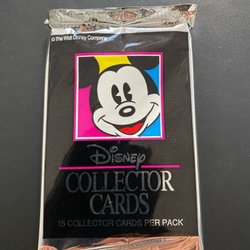 © The Walt Disney Company
Disney
COLLECTOR
CARDS
15 COLLECTOR CARDS PER PACK